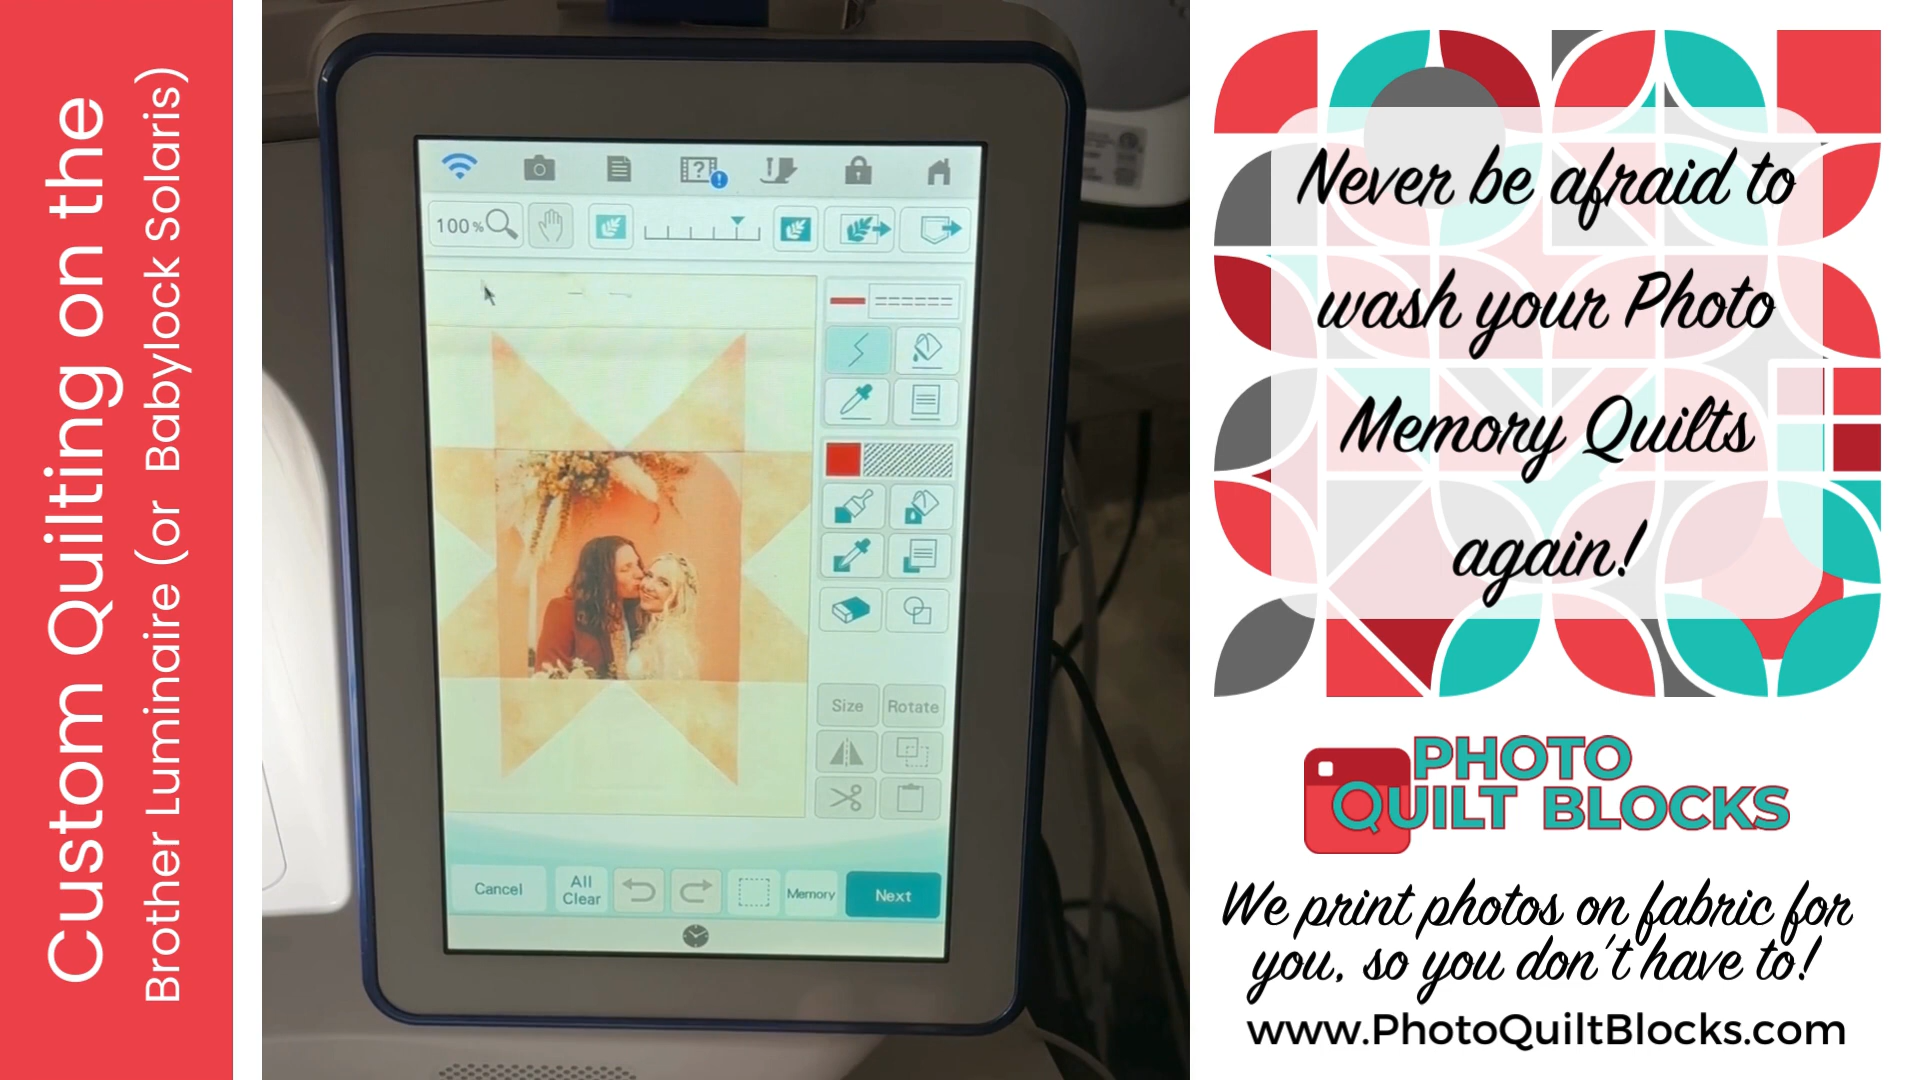 Custom Quilting on the
Brother Luminaire (or Babylock Solaris)
100%
?
!
Size
Rotate
Cancel
All
Clear
Memory
Next
Never be afraid to
wash your Photo
Memory Quilts
again!
PHOTO
QUILT BLOCKS
We print photos on fabric for
you, so you don't have to!
www.PhotoQuiltBlocks.com